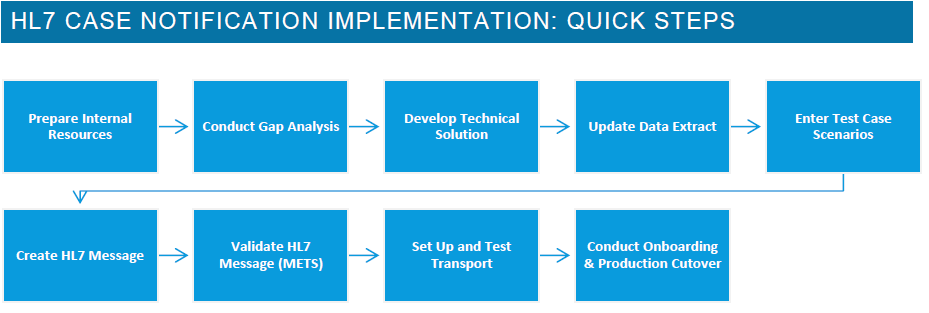 HL7 CASE NOTIFICATION IMPLEMENTATION: QUICK STEPS
Prepare Internal
Resources
Conduct Gap Analysis
Develop Technical
Solution
Update Data Extract
Enter Test Case
Scenarios
Create HL7 Message
Validate HL7
Message (METS)
Set Up and Test
Transport
Conduct Onboarding
& Production Cutover